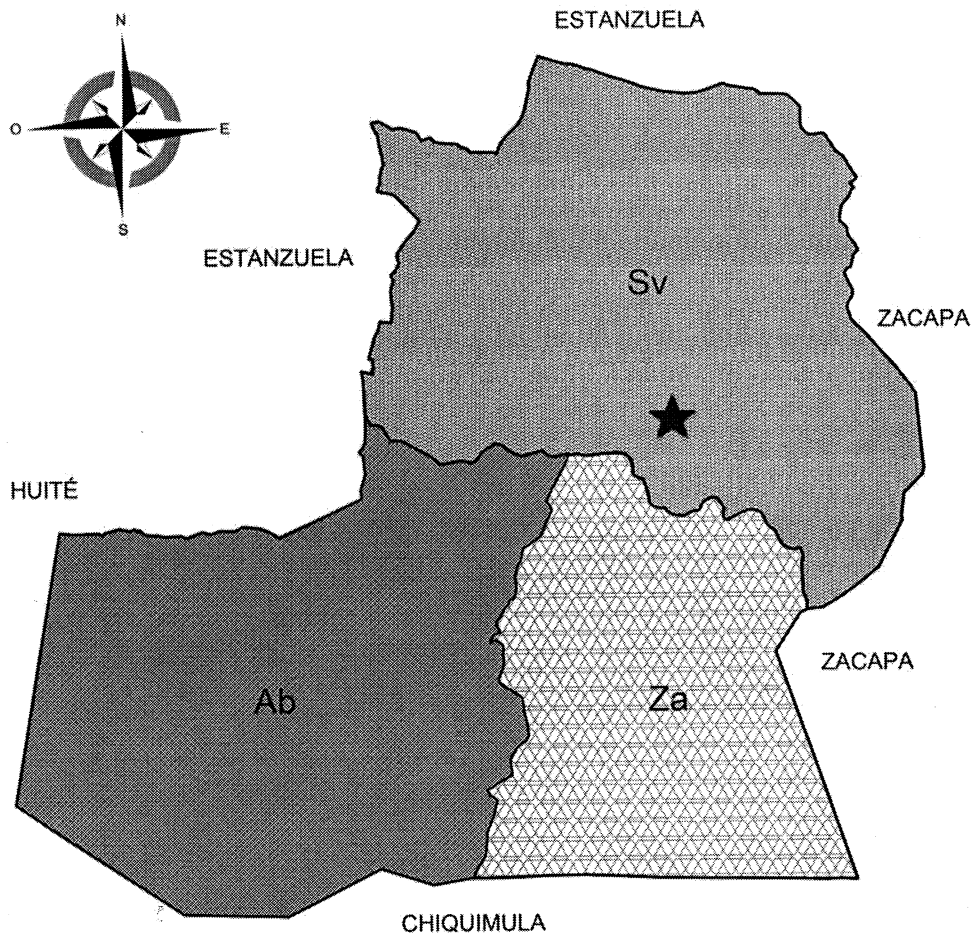 ESTANZUELA
N
O
E
S
ESTANZUELA
Sv
ZACAPA
HUITÉ
ZACAPA
Ab
Za
CHIQUIMULA